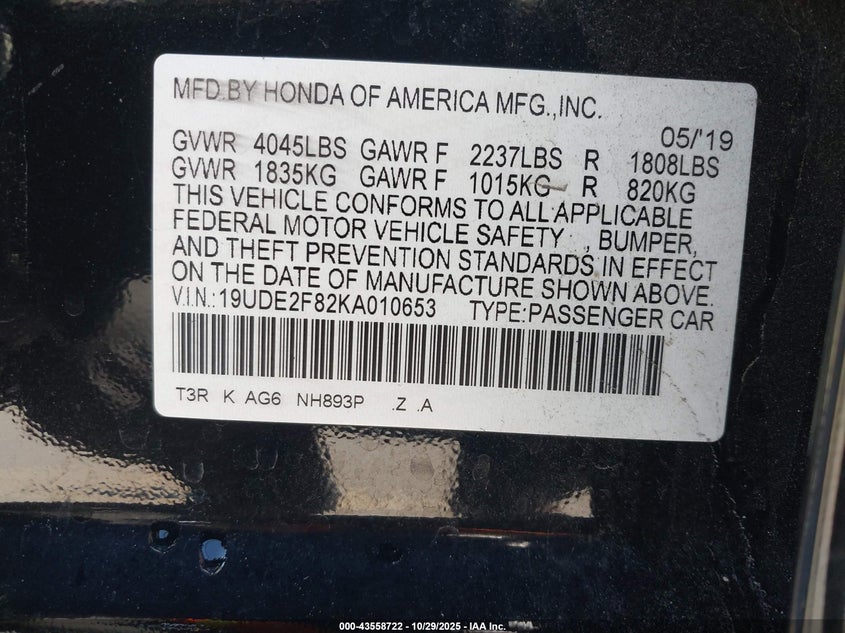 MFD.BY HONDA OF AMERICA MFG.,INC.
05/'19
GVWR 4045LBS GAWR F 2237LBS R 1808LBS
GVWR 1835KG GAWR F 1015KG R 820KG
THIS VEHICLE CONFORMS TO ALL APPLICABLE
FEDERAL MOTOR VEHICLE SAFETY , BUMPER,
AND THEFT PREVENTION STANDARDS IN EFFECT
ON THE DATE OF MANUFACTURE SHOWN ABOVE.
V.I.N.:19UDE2F82KA010653 TYPE:PASSENGER CAR
T3R K AG6 NH893P .Z .A
000-43558722 - 10/29/2025 - IAA Inc.